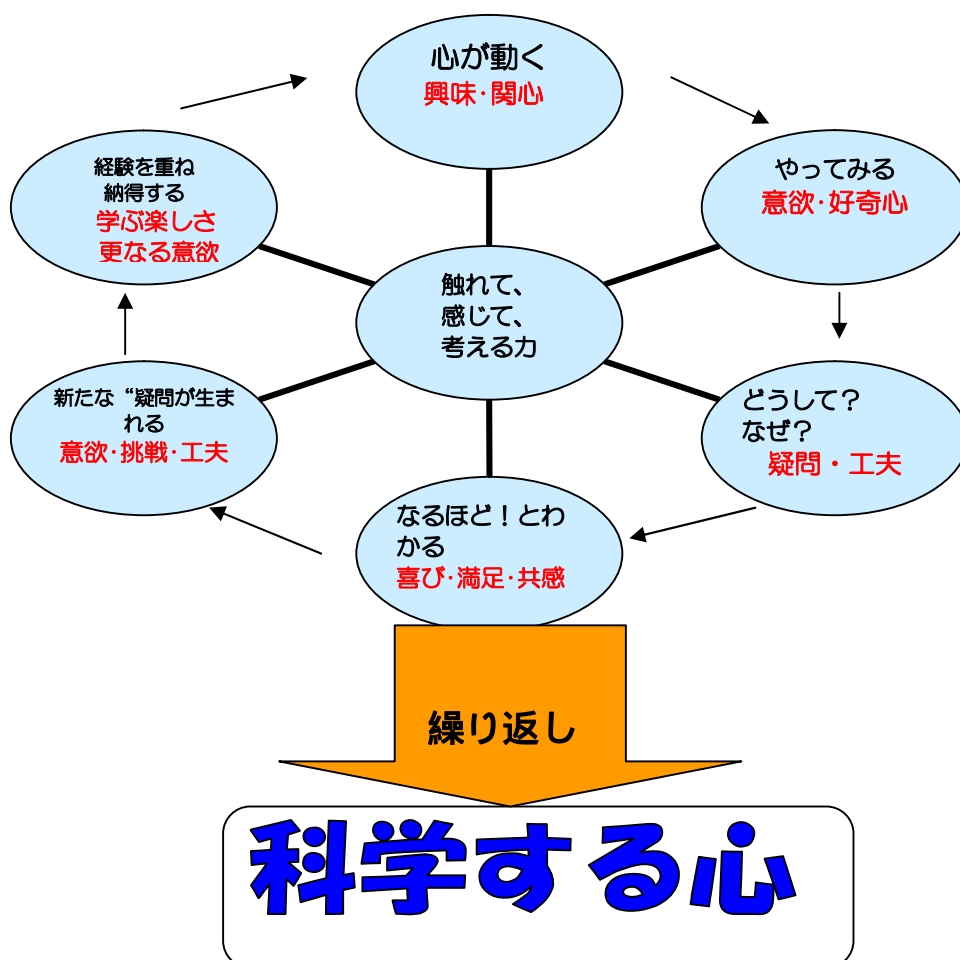 心が動く
興味・関心
やってみる
意欲・好奇心
どうして？
なぜ？
疑問・工夫
なるほど！とわ
かる
喜び・満足・共感
新たな“疑問が生ま
れる
意欲・挑戦・工夫
経験を重ね
納得する
学ぶ楽しさ
更なる意欲
触れて、
感じて、
考える力
繰り返し
科学する心